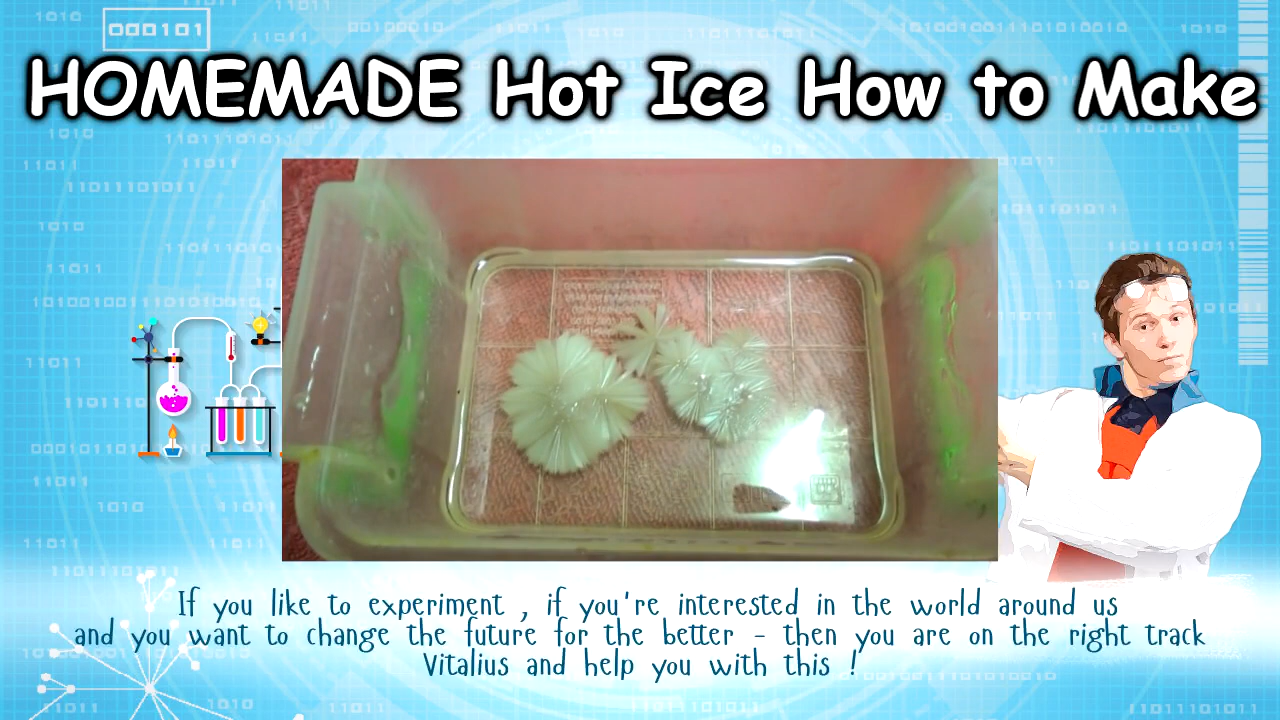 000101
HOMEMADE Hot Ice How to Make
If you like to experiment , if you're interested in the world around us
and you want to change the future for the better - then you are on the right track
Vitalius and help you with this !